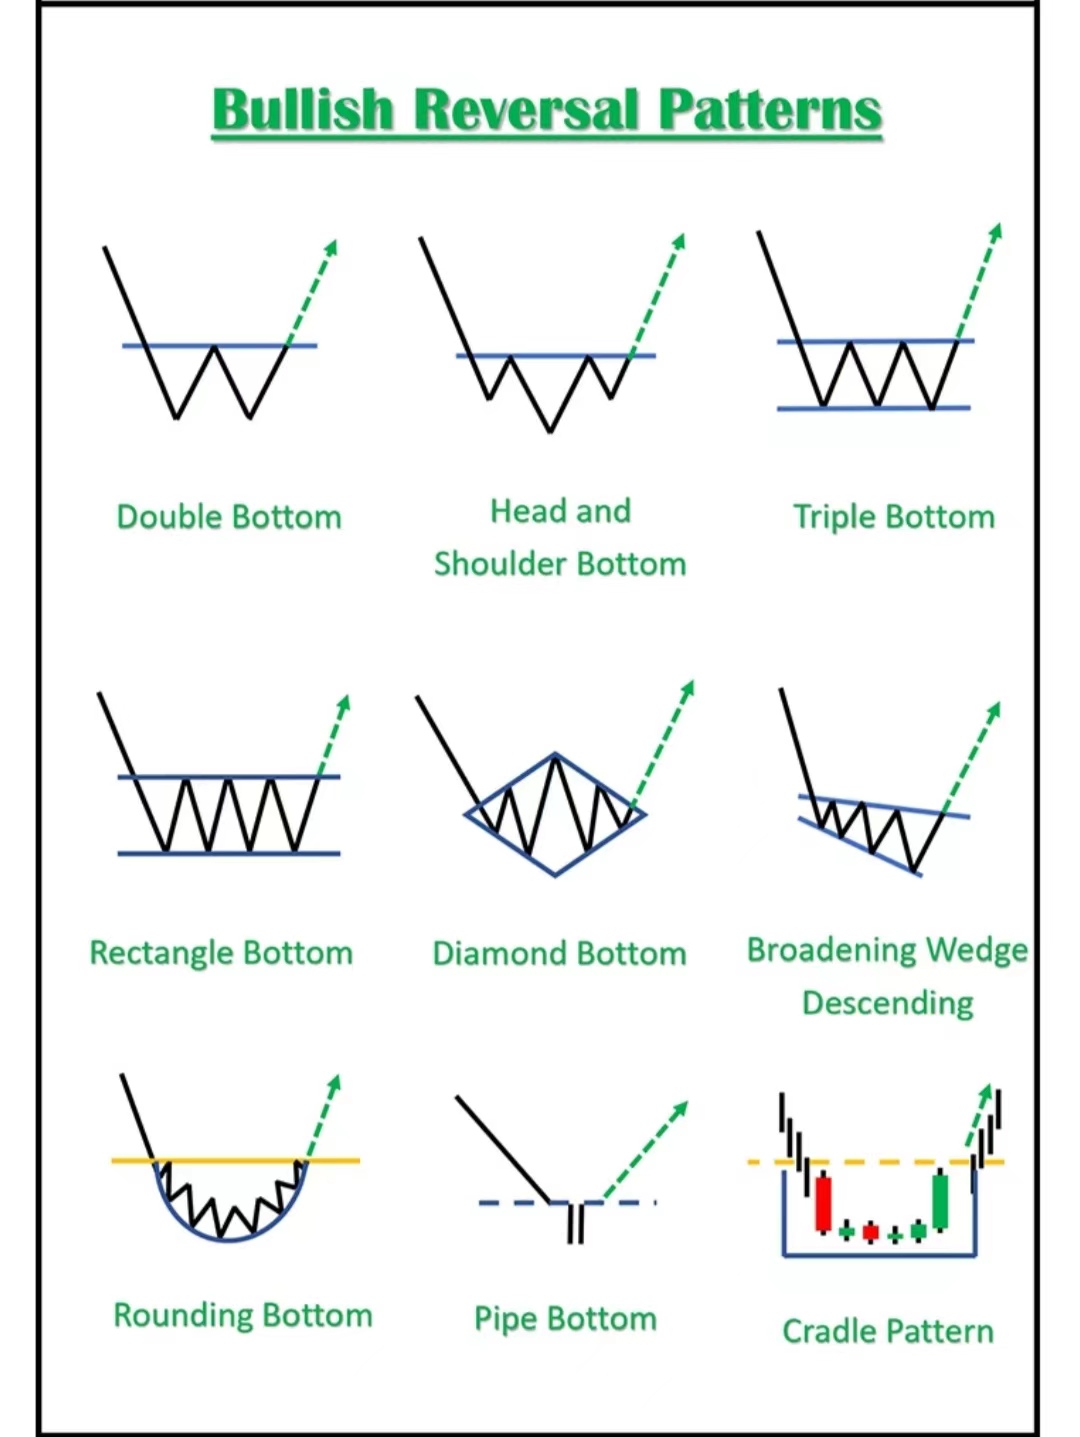 Bullish Reversal Patterns
Double Bottom
Head and
Shoulder Bottom
Triple Bottom
Rectangle Bottom
Diamond Bottom
Broadening Wedge
Descending
Rounding Bottom
Pipe Bottom
Cradle Pattern